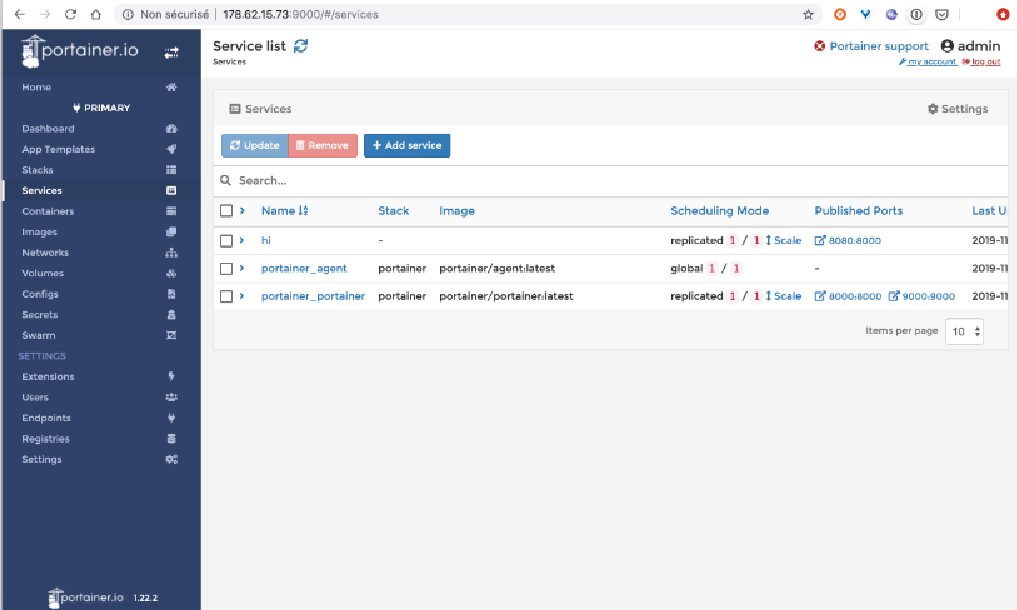 Non sécurisé | 178.62.15.73:9000/#/services
portainer.io
Home
PRIMARY
Dashboard
App Templates
Stacks
Services
Containers
Images
Networks
Volumes
Configs
Secrets
Swarm
SETTINGS
Extensions
Users
Endpoints
Registries
Settings
portainer.io 1.22.2
Service list
Services
Portainer support admin
my account log out
Services Settings
Update Remove + Add service
Search...
Name Stack Image Scheduling Mode Published Ports Last U
hi - replicated 1 / 1 Scale 8080:8000 2019-11
portainer_agent portainer portainer/agent:latest global 1 / 1 - 2019-11
portainer_portainer portainer portainer/portainer:latest replicated 1 / 1 Scale 8000:8000 9000:9000 2019-11
Items per page 10